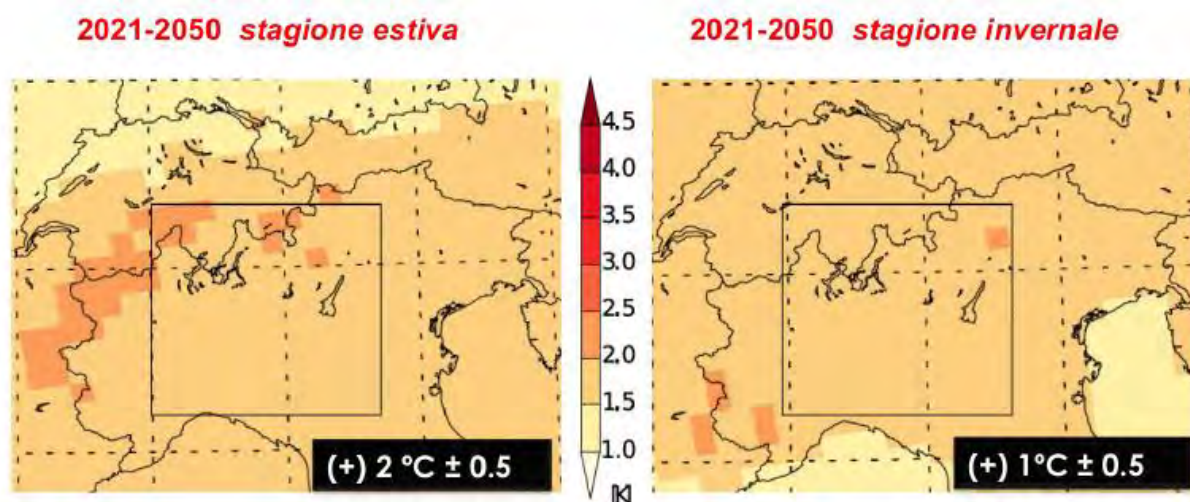 2021-2050 stagione estiva
2021-2050 stagione invernale
4.5
4.0
3.5
3.0
2.5
2.0
1.5
1.0
[K]
(+) 2 °C ± 0.5
(+) 1°C ± 0.5